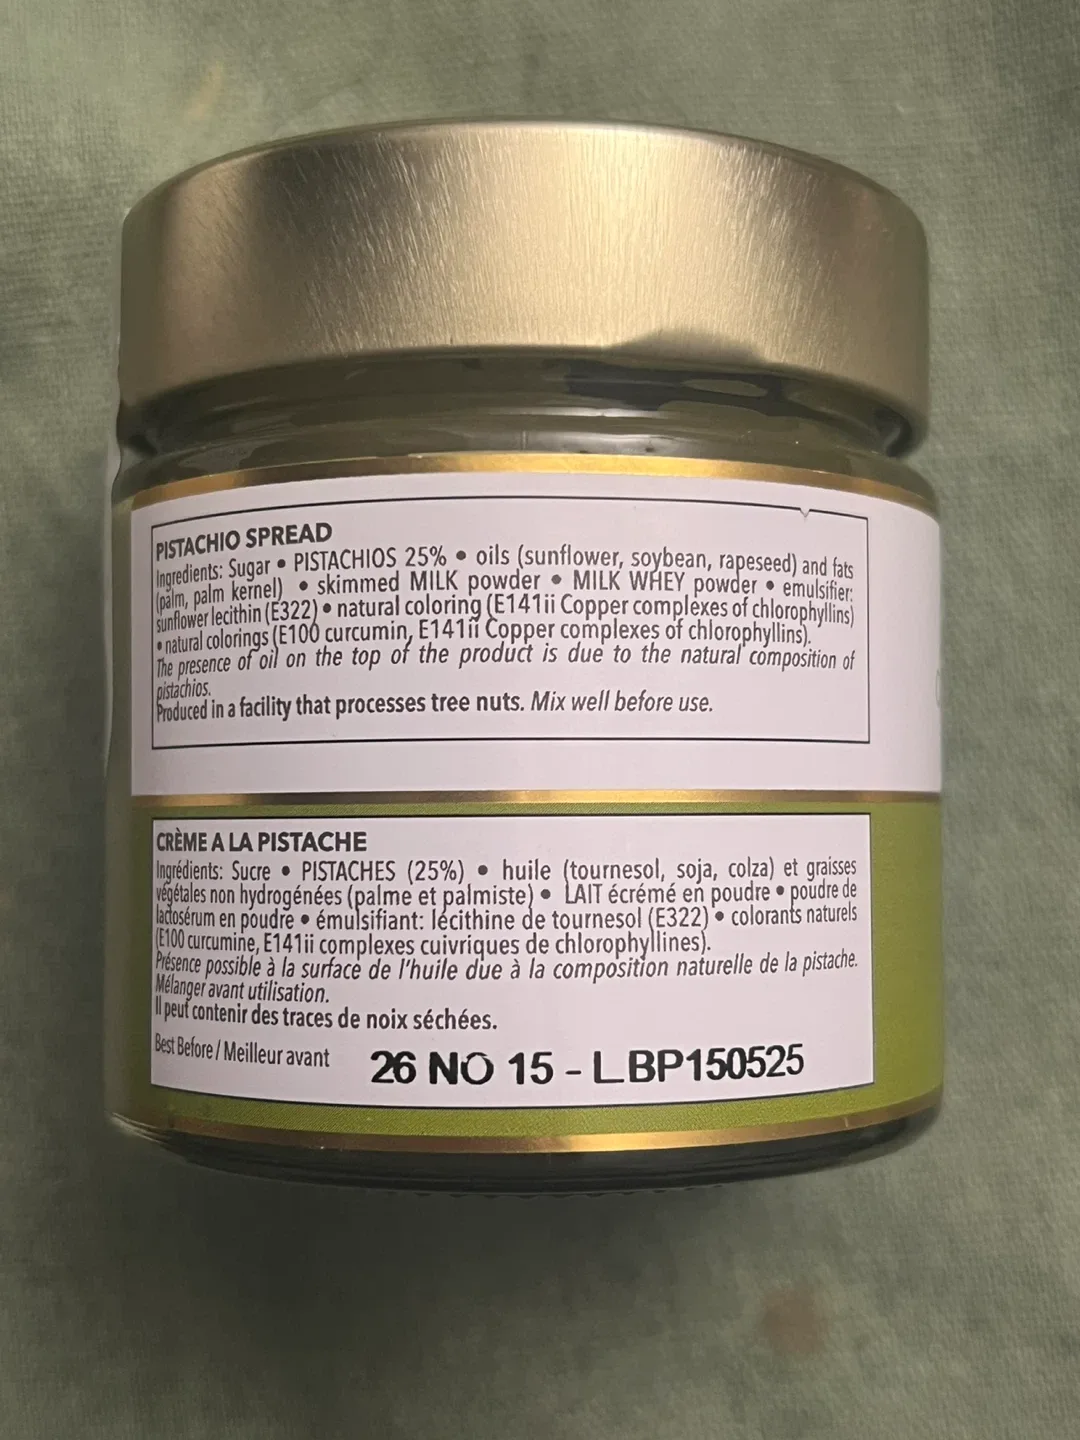 PISTACHIO SPREAD
Ingredients: Sugar • PISTACHIOS 25% • oils (sunflower, soybean, rapeseed) and fats
(palm, palm kernel) • skimmed MILK powder • MILK WHEY powder • emulsifier:
sunflower lecithin (E322) • natural coloring (E141ii Copper complexes of chlorophyllins)
• natural colorings (E100 curcumin, E141ii Copper complexes of chlorophyllins).
The presence of oil on the top of the product is due to the natural composition of
pistachios.
Produced in a facility that processes tree nuts. Mix well before use.
CRÈME A LA PISTACHE
Ingrédients: Sucre • PISTACHES (25%) • huile (tournesol, soja, colza) et graisses
végétales non hydrogénées (palme et palmiste) • LAIT écrémé en poudre • poudre de
lactosérum en poudre • émulsifiant: lécithine de tournesol (E322) • colorants naturels
(E100 curcumine, E141ii complexes cuivriques de chlorophyllines).
Présence possible à la surface de l'huile due à la composition naturelle de la pistache.
Mélanger avant utilisation.
Il peut contenir des traces de noix séchées.
Best Before / Meilleur avant 26 NO 15 - LBP150525